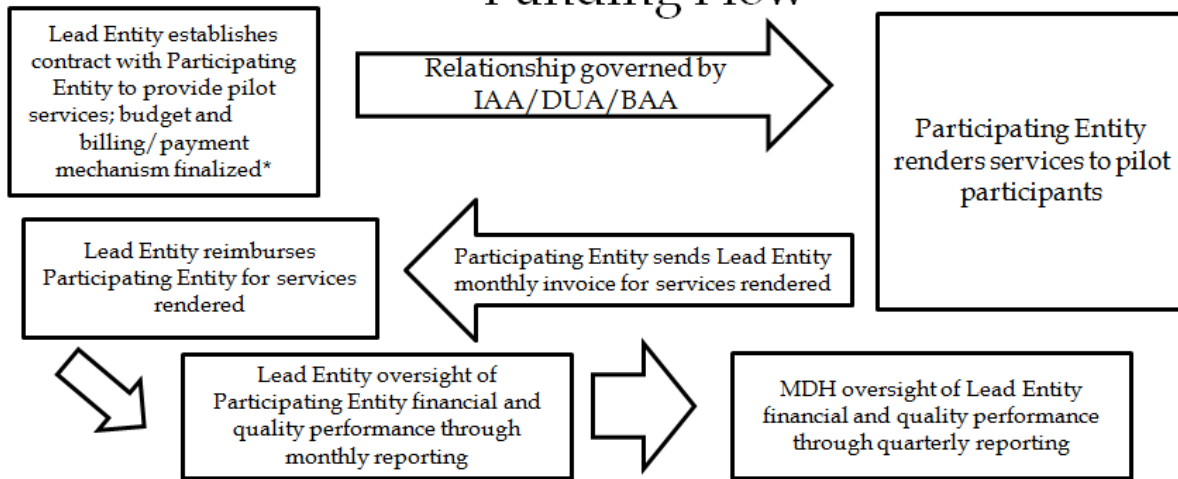 Funding Flow
Lead Entity establishes
contract with Participating
Entity to provide pilot
services; budget and
billing/payment
mechanism finalized*
Relationship governed by
IAA/DUA/BAA
Participating Entity
renders services to pilot
participants
Lead Entity reimburses
Participating Entity for services
rendered
Participating Entity sends Lead Entity
monthly invoice for services rendered
Lead Entity oversight of
Participating Entity financial and
quality performance through
monthly reporting
MDH oversight of Lead Entity
financial and quality performance
through quarterly reporting